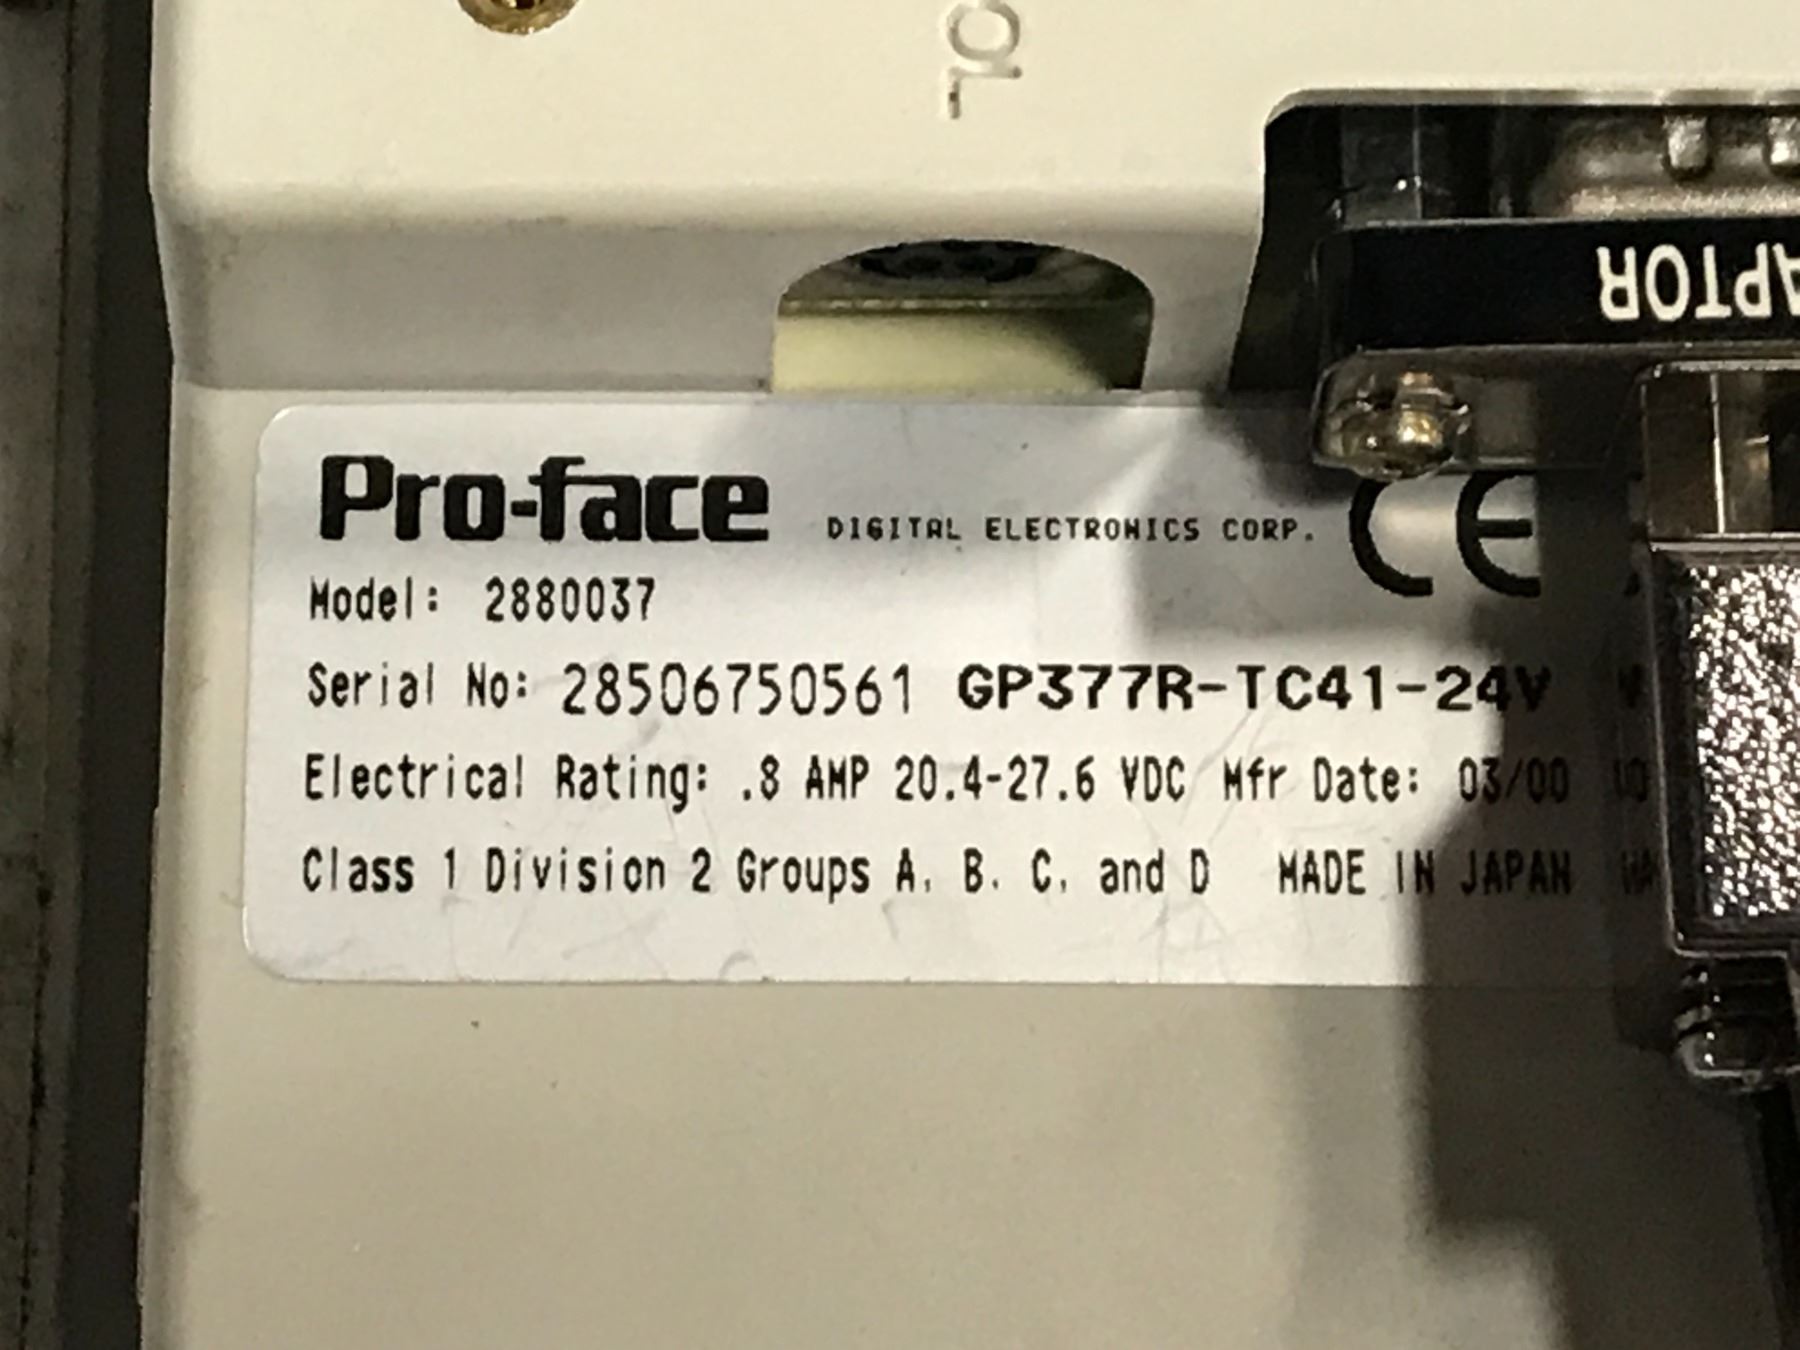 Pro-face DIGITAL ELECTRONICS CORP. CE
Model: 2880037
Serial No: 28506750561 GP377R-TC41-24V
Electrical Rating: .8 AMP 20.4-27.6 VDC Mfr Date: 03/00
Class 1 Division 2 Groups A, B, C, and D MADE IN JAPAN